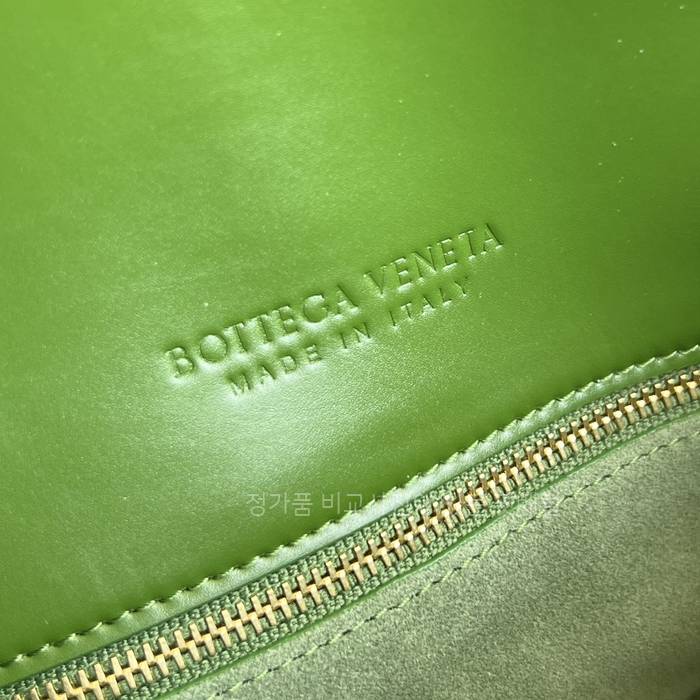 BOTTEGA VENETA
MADE IN ITALY
정가품 비교